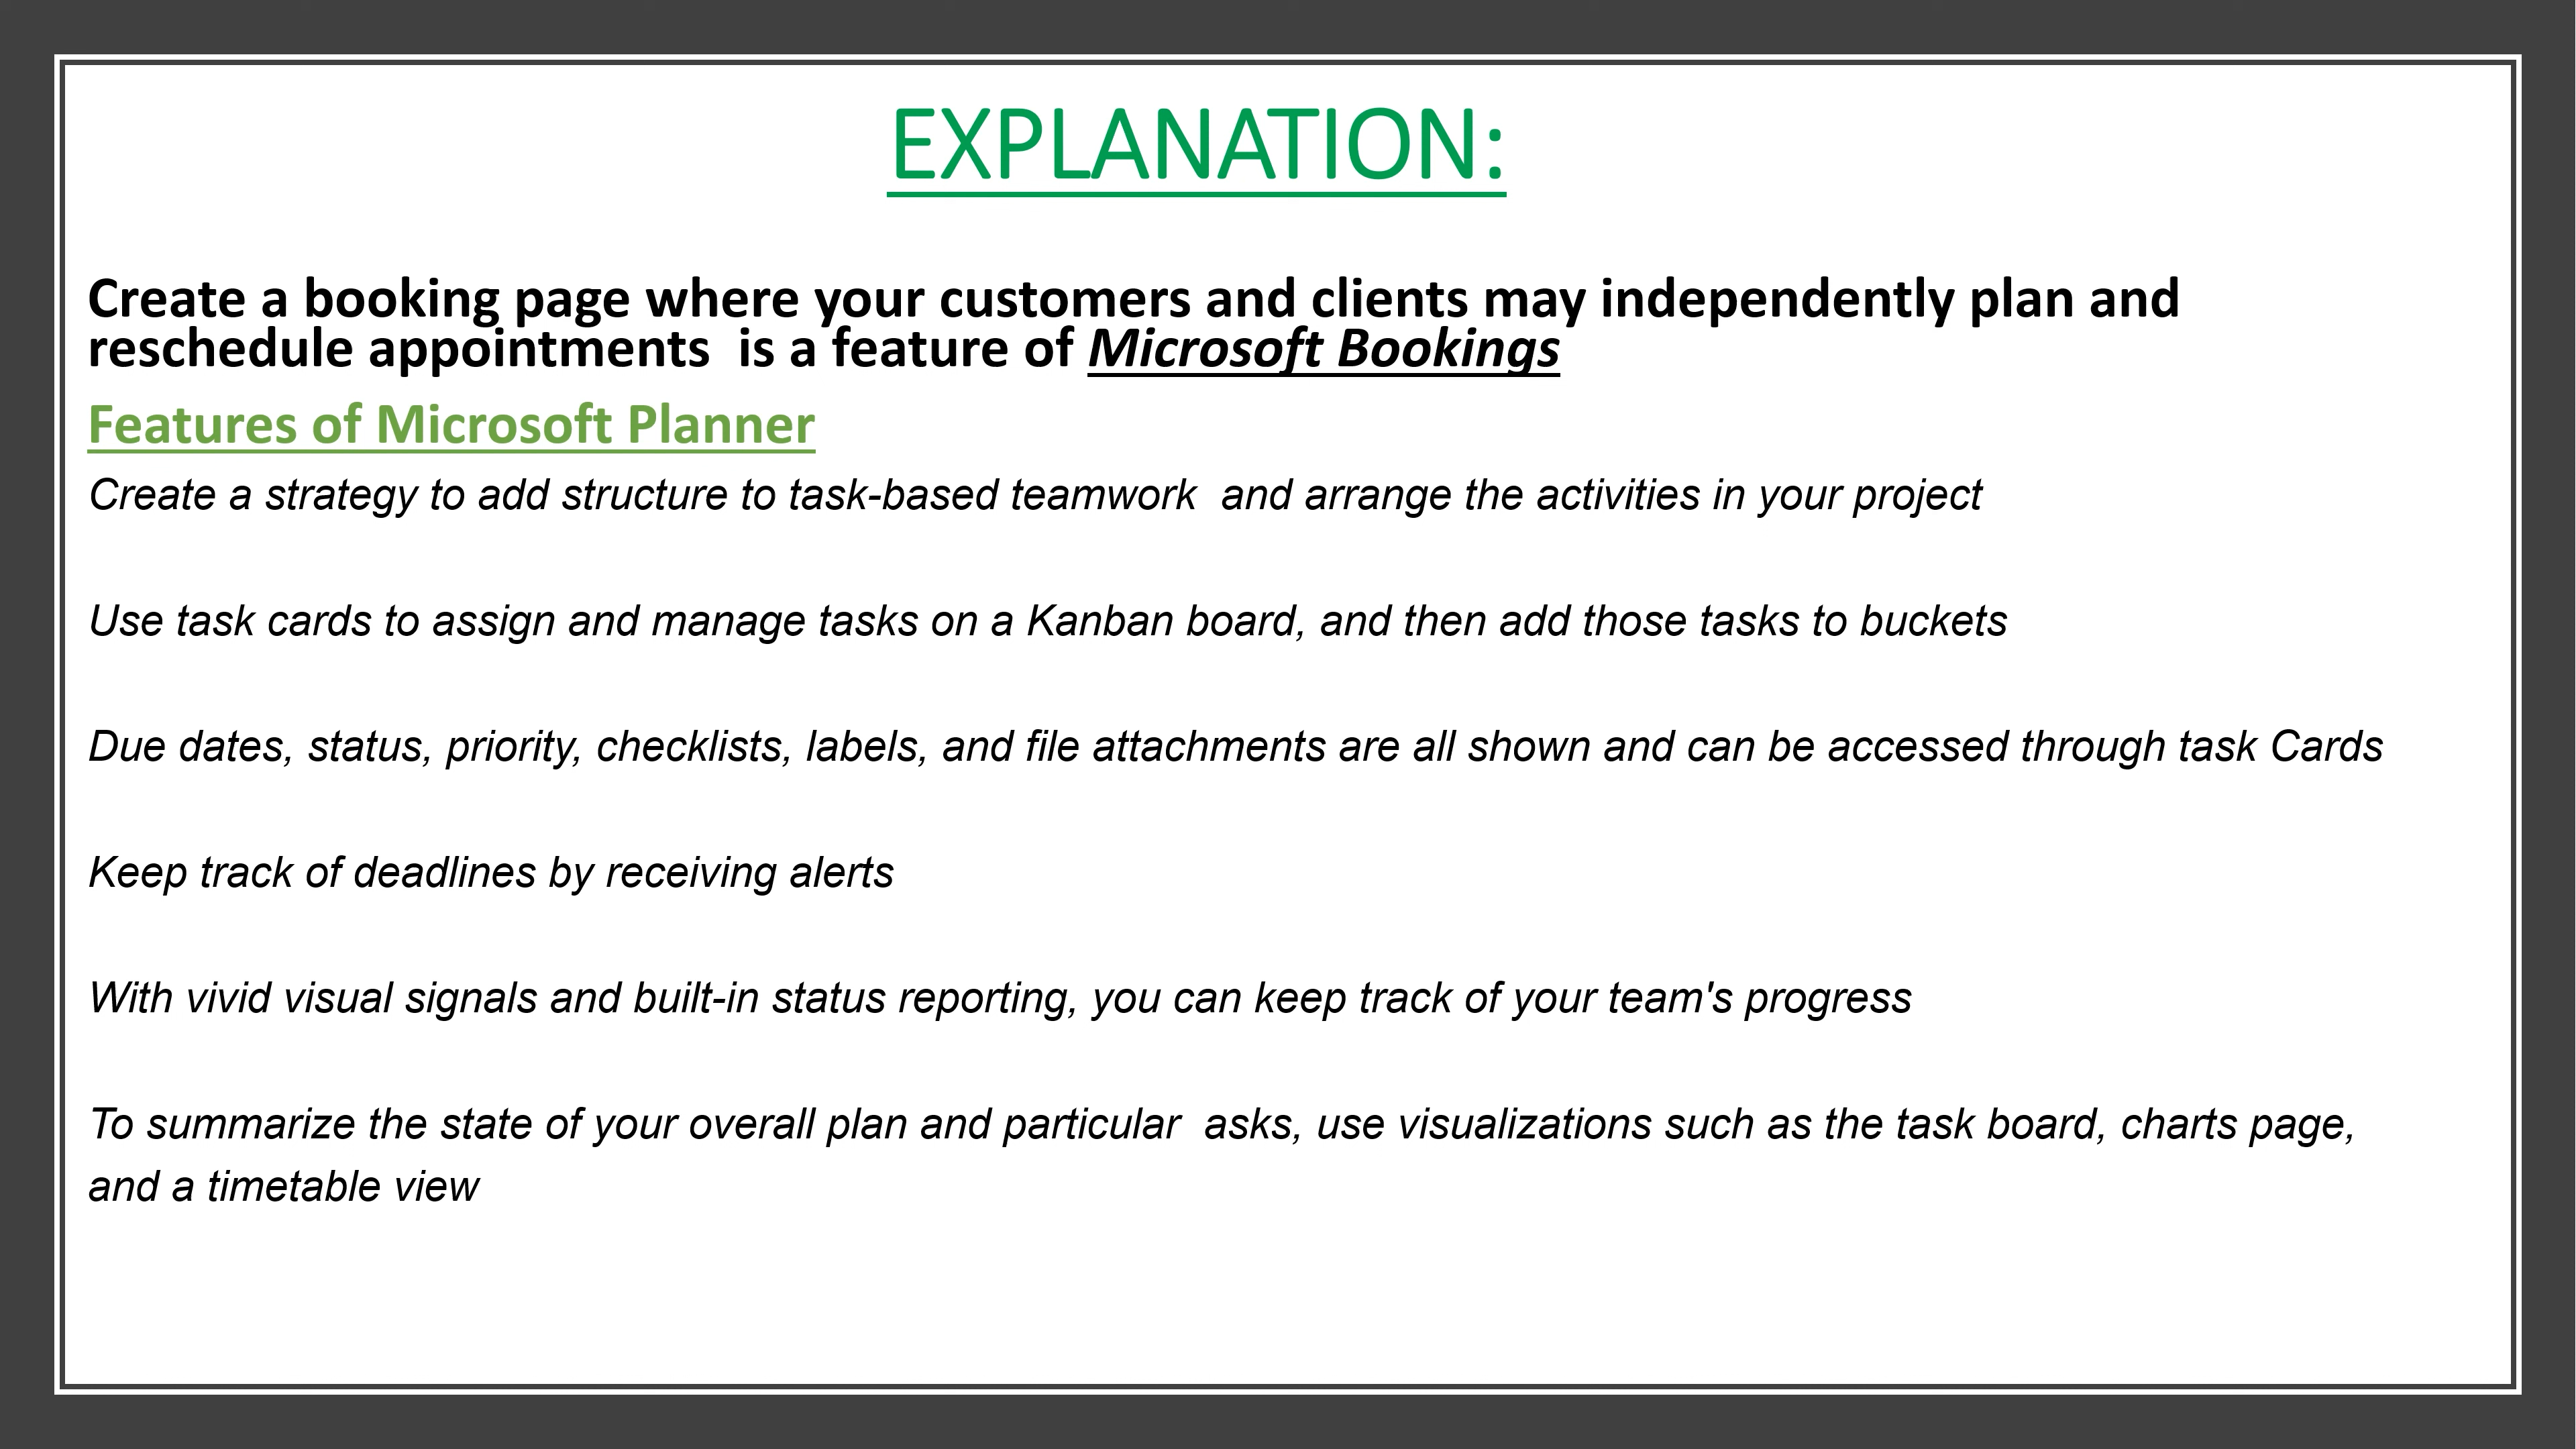 EXPLANATION:
Create a booking page where your customers and clients may independently plan and
reschedule appointments  is a feature of Microsoft Bookings
Features of Microsoft Planner
Create a strategy to add structure to task-based teamwork  and arrange the activities in your project
Use task cards to assign and manage tasks on a Kanban board, and then add those tasks to buckets
Due dates, status, priority, checklists, labels, and file attachments are all shown and can be accessed through task Cards
Keep track of deadlines by receiving alerts
With vivid visual signals and built-in status reporting, you can keep track of your team's progress
To summarize the state of your overall plan and particular  asks, use visualizations such as the task board, charts page,
and a timetable view